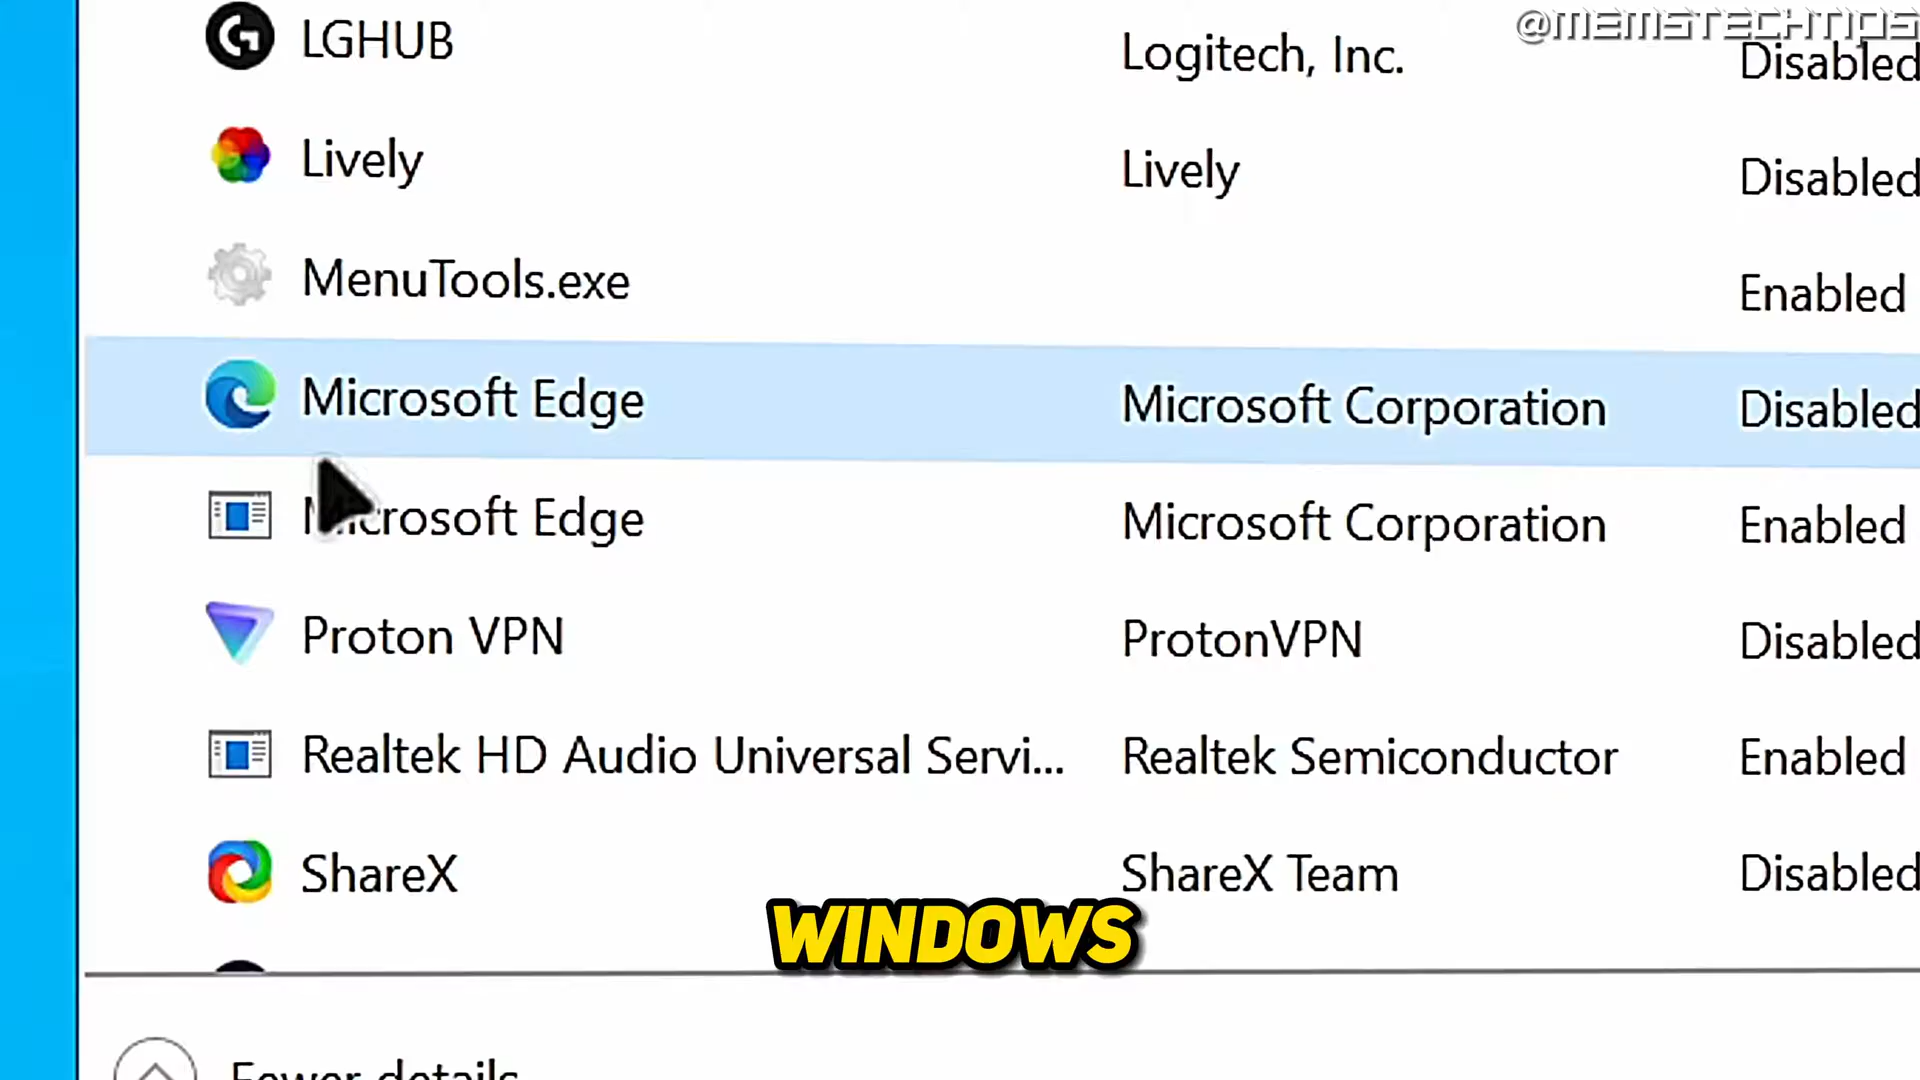 @MEMSTECHTIPS
LGHUB Logitech, Inc. Disabled
Lively Lively Disabled
MenuTools.exe Enabled
Microsoft Edge Microsoft Corporation Disabled
Microsoft Edge Microsoft Corporation Enabled
Proton VPN ProtonVPN Disabled
Realtek HD Audio Universal Servi... Realtek Semiconductor Enabled
ShareX ShareX Team Disabled
WINDOWS
Fewer details